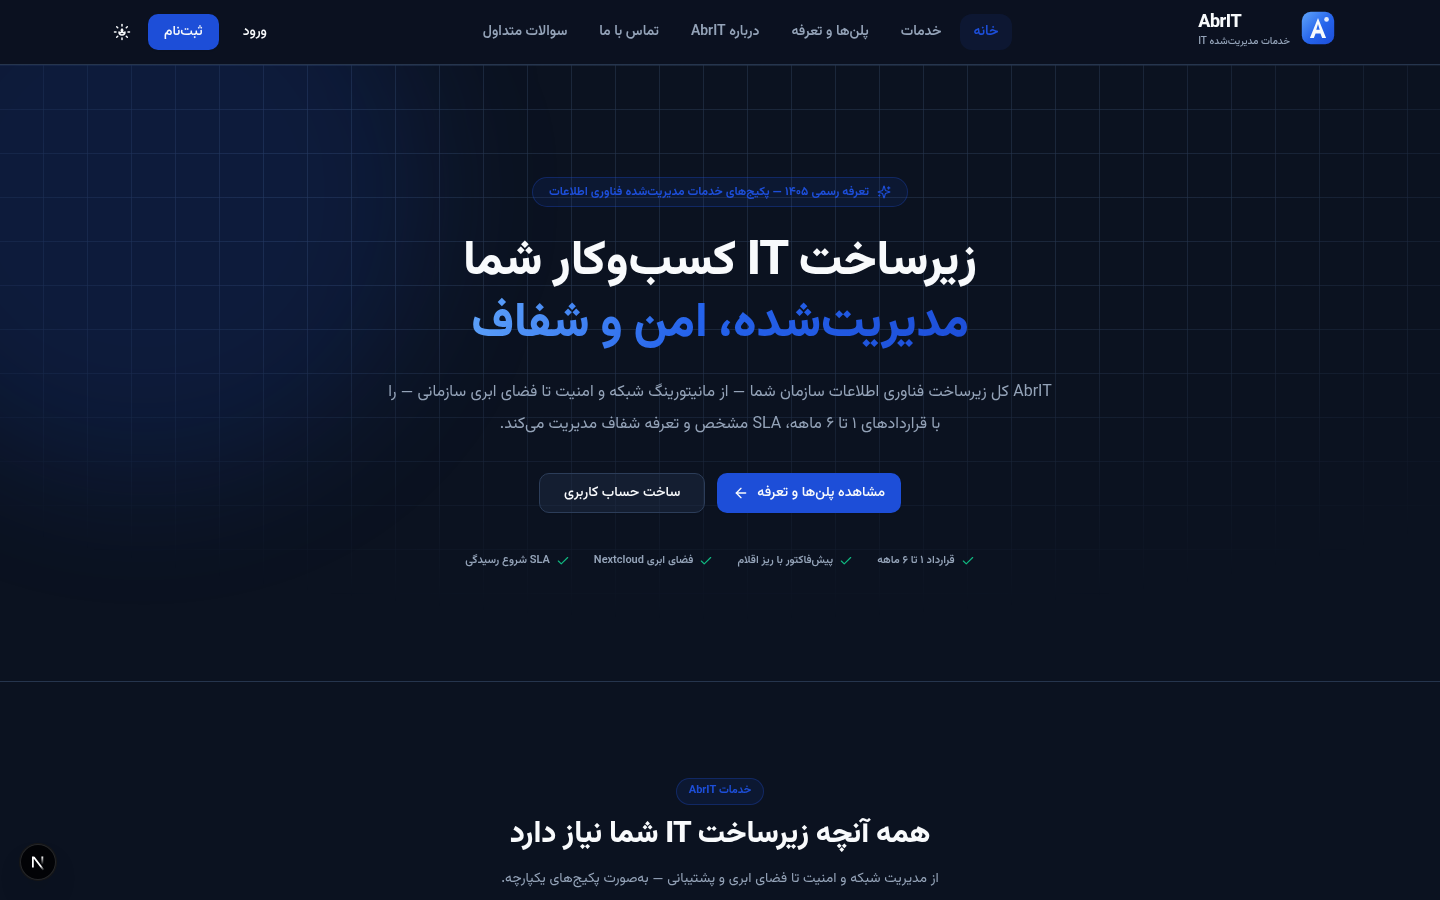 AbrIT
خدمات مدیریت‌شده IT
خانه
خدمات
پلن‌ها و تعرفه
درباره AbrIT
تماس با ما
سوالات متداول
ورود
ثبت‌نام
تعرفه رسمی ۱۴۰۵ — پکیج‌های خدمات مدیریت‌شده فناوری اطلاعات
زیرساخت IT کسب‌وکار شما
مدیریت‌شده، امن و شفاف
AbrIT کل زیرساخت فناوری اطلاعات سازمان شما — از مانیتورینگ شبکه و امنیت تا فضای ابری سازمانی — را
با قراردادهای ۱ تا ۶ ماهه، SLA مشخص و تعرفه شفاف مدیریت می‌کند.
مشاهده پلن‌ها و تعرفه
ساخت حساب کاربری
قرارداد ۱ تا ۶ ماهه
پیش‌فاکتور با ریز اقلام
فضای ابری Nextcloud
SLA شروع رسیدگی
خدمات AbrIT
همه آنچه زیرساخت IT شما نیاز دارد
از مدیریت شبکه و امنیت تا فضای ابری و پشتیبانی — به‌صورت پکیج‌های یکپارچه.